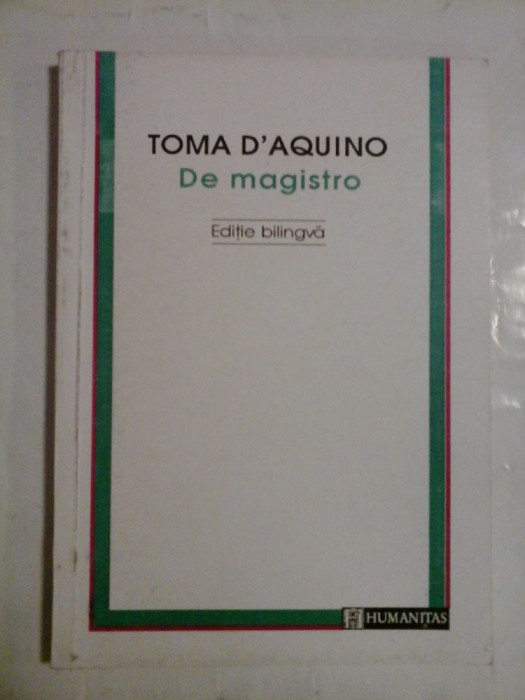 TOMA D'AQUINO
De magistro
Ediție bilingvă
HUMANITAS